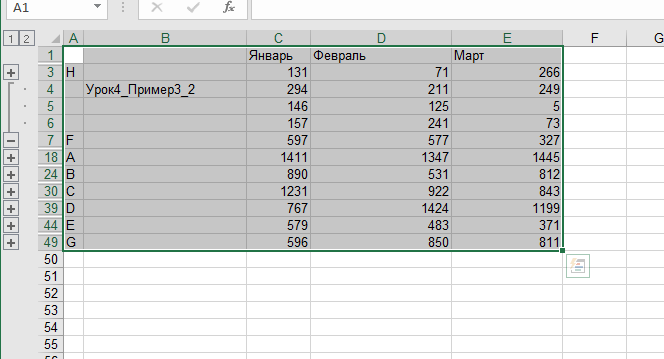 A1 fx
1 2 A B C D E F G
1 Январь Февраль Март
3 H 131 71 266
4 Урок4_Пример3_2 294 211 249
5 146 125 5
6 157 241 73
7 F 597 577 327
18 A 1411 1347 1445
24 B 890 531 812
30 C 1231 922 843
39 D 767 1424 1199
44 E 579 483 371
49 G 596 850 811
50
51
52
53
54
55